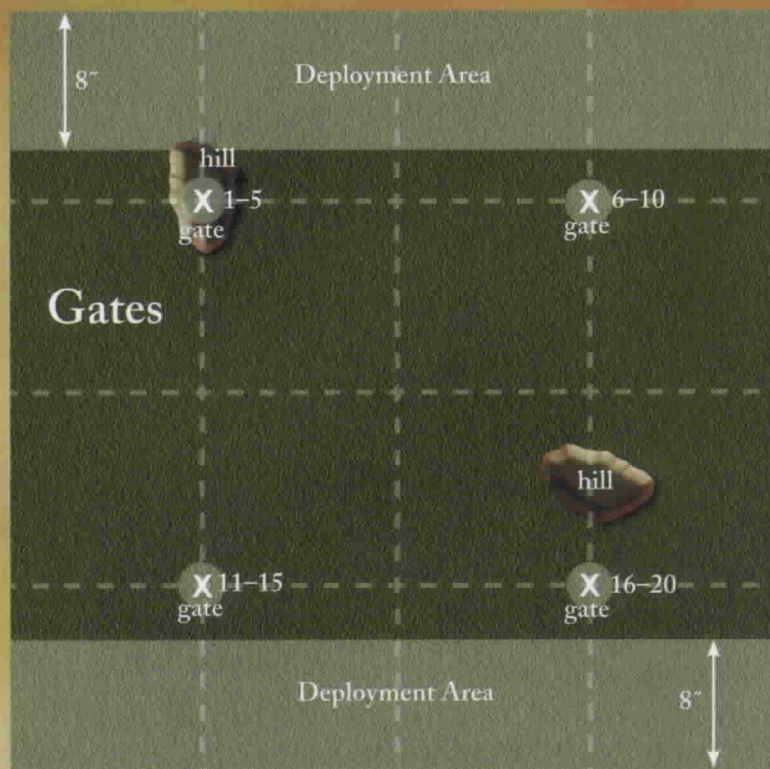 8″
Deployment Area
hill
X 1–5
gate
X 6–10
gate
Gates
hill
X 11–15
gate
X 16–20
gate
Deployment Area
8″